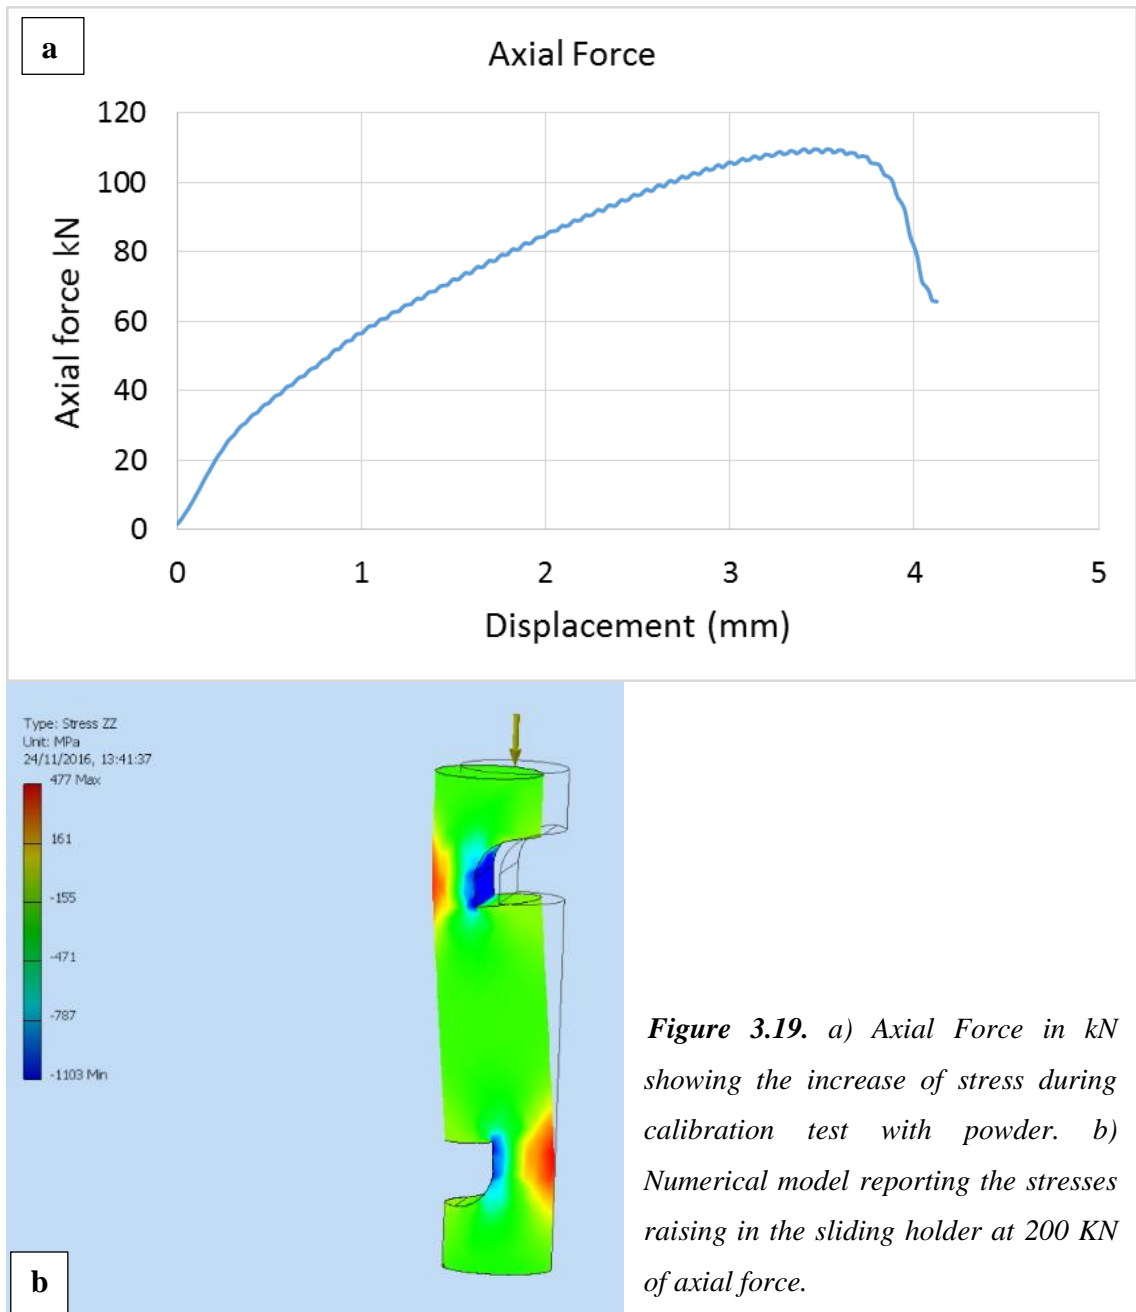 a
Axial Force
120
100
80
60
40
20
0
Axial force kN
0 1 2 3 4 5
Displacement (mm)
Type: Stress ZZ
Unit: MPa
24/11/2016, 13:41:37
477 Max
161
-155
-471
-787
-1103 Min
b
Figure 3.19. a) Axial Force in kN
showing the increase of stress during
calibration test with powder. b)
Numerical model reporting the stresses
raising in the sliding holder at 200 KN
of axial force.